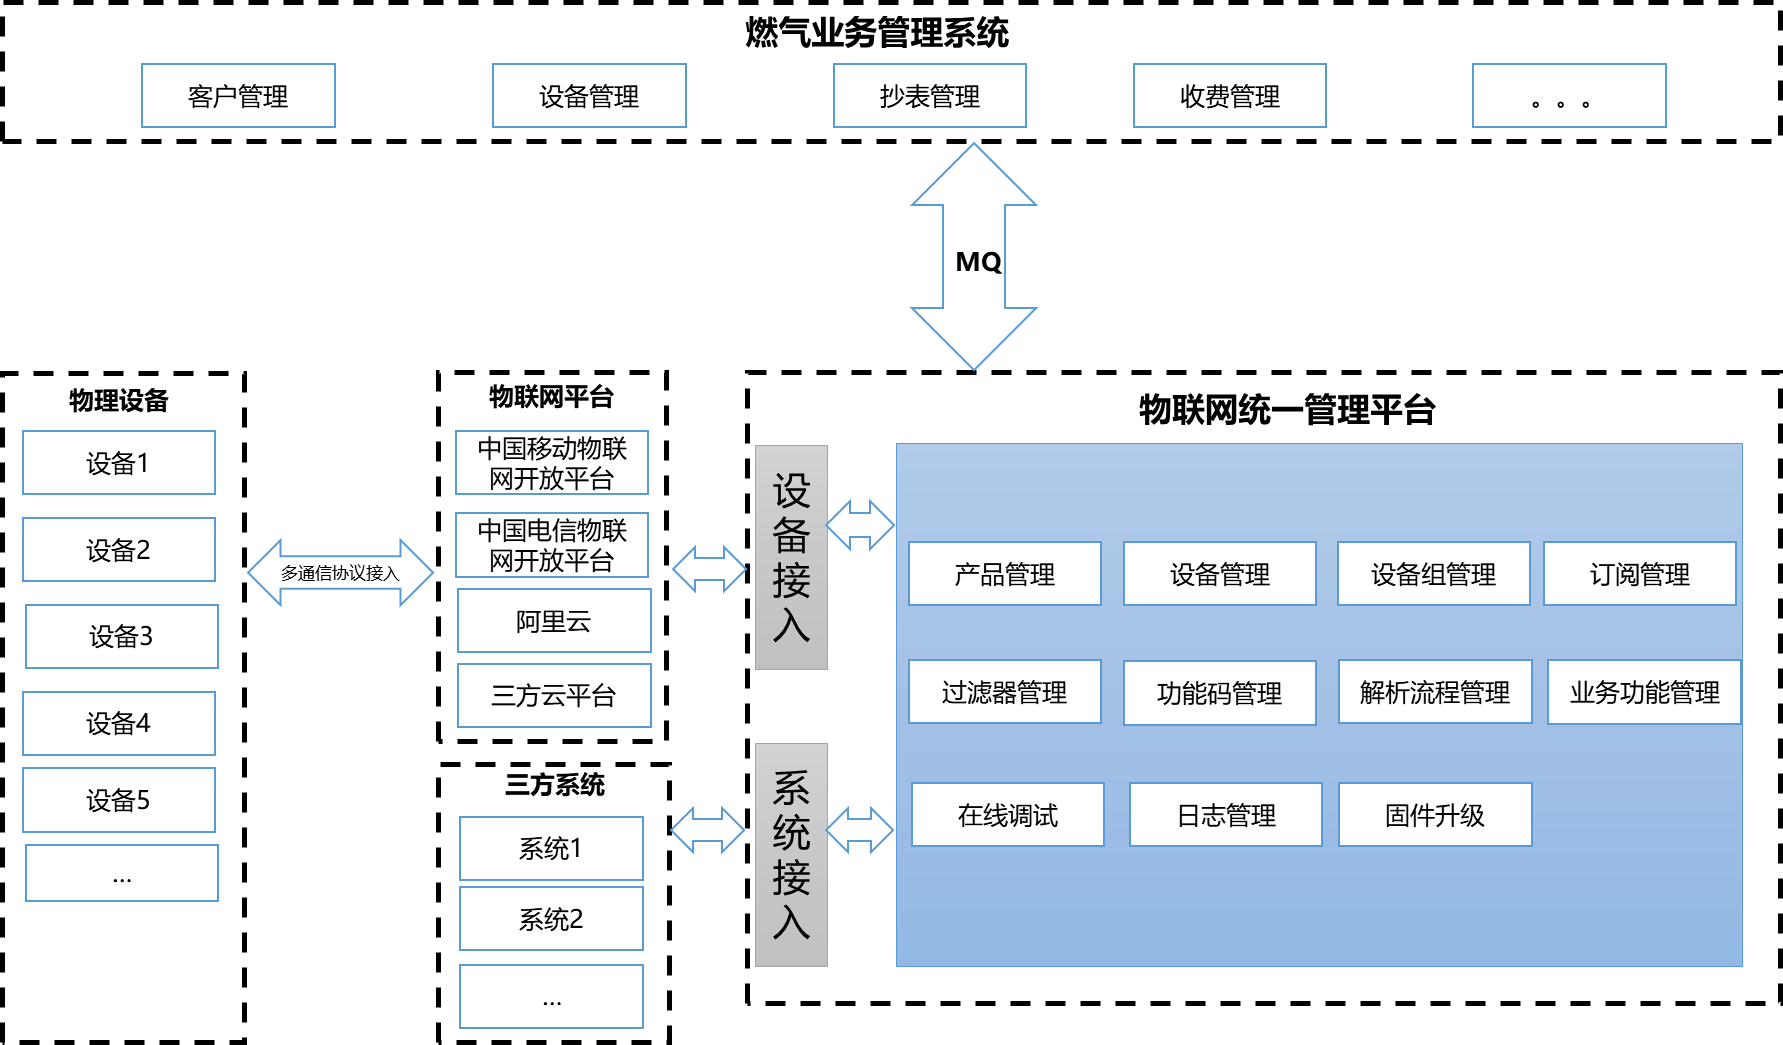 燃气业务管理系统
客户管理
设备管理
抄表管理
收费管理
。。。
MQ
物理设备
设备1
设备2
设备3
设备4
设备5
...
多通信协议接入
物联网平台
中国移动物联
网开放平台
中国电信物联
网开放平台
阿里云
三方云平台
三方系统
系统1
系统2
...
物联网统一管理平台
设
备
接
入
系
统
接
入
产品管理
设备管理
设备组管理
订阅管理
过滤器管理
功能码管理
解析流程管理
业务功能管理
在线调试
日志管理
固件升级